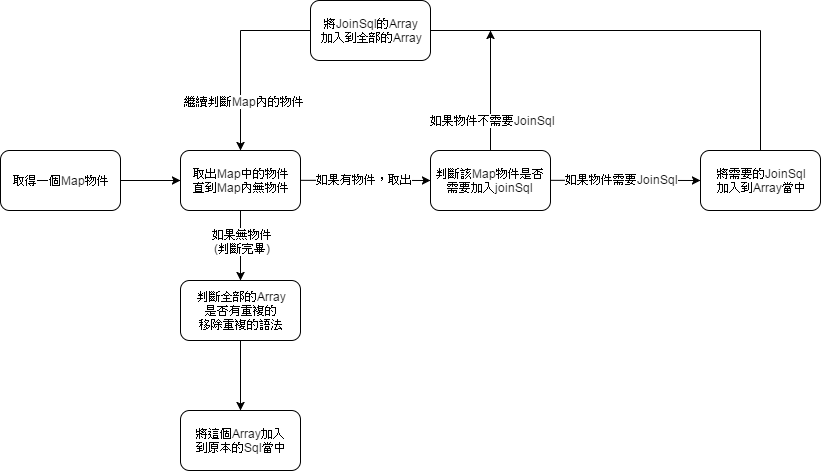 將JoinSql的Array
加入到全部的Array
繼續判斷Map內的物件
如果物件不需要JoinSql
取得一個Map物件
取出Map中的物件
直到Map內無物件
如果有物件，取出
判斷該Map物件是否
需要加入joinSql
如果物件需要JoinSql
將需要的JoinSql
加入到Array當中
如果無物件
(判斷完畢)
判斷全部的Array
是否有重複的
移除重複的語法
將這個Array加入
到原本的Sql當中